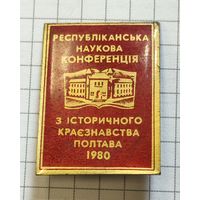 РЕСПУБЛІКАНСЬКА
НАУКОВА
КОНФЕРЕНЦІЯ
З ІСТОРИЧНОГО
КРАЄЗНАВСТВА
ПОЛТАВА
1980